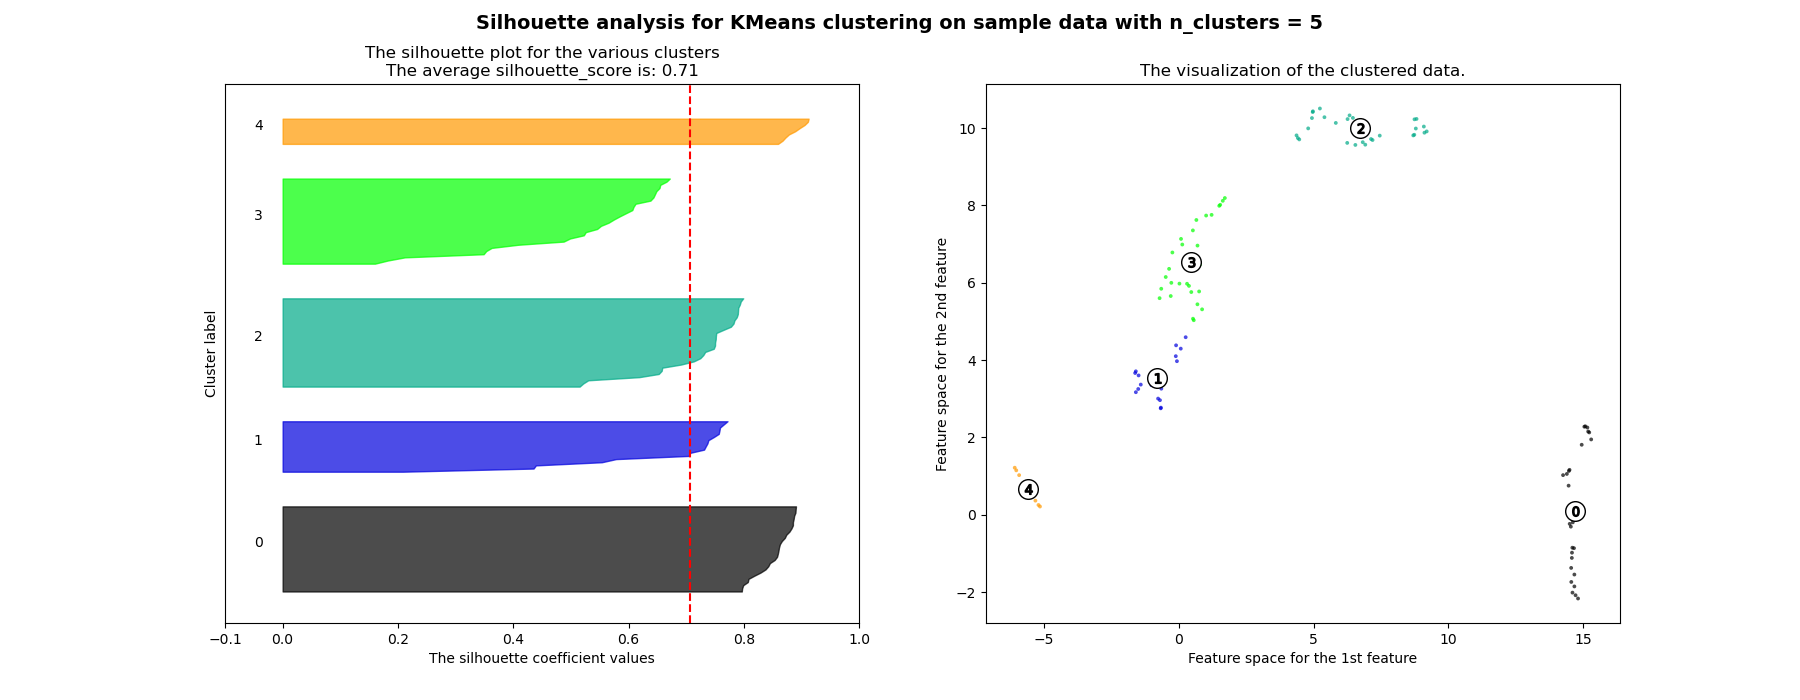 Silhouette analysis for KMeans clustering on sample data with n_clusters = 5
The silhouette plot for the various clusters
The average silhouette_score is: 0.71
4
3
2
1
0
Cluster label
−0.1 0.0 0.2 0.4 0.6 0.8 1.0
The silhouette coefficient values
The visualization of the clustered data.
10
8
6
4
2
0
−2
Feature space for the 2nd feature
2
3
1
4
0
−5 0 5 10 15
Feature space for the 1st feature